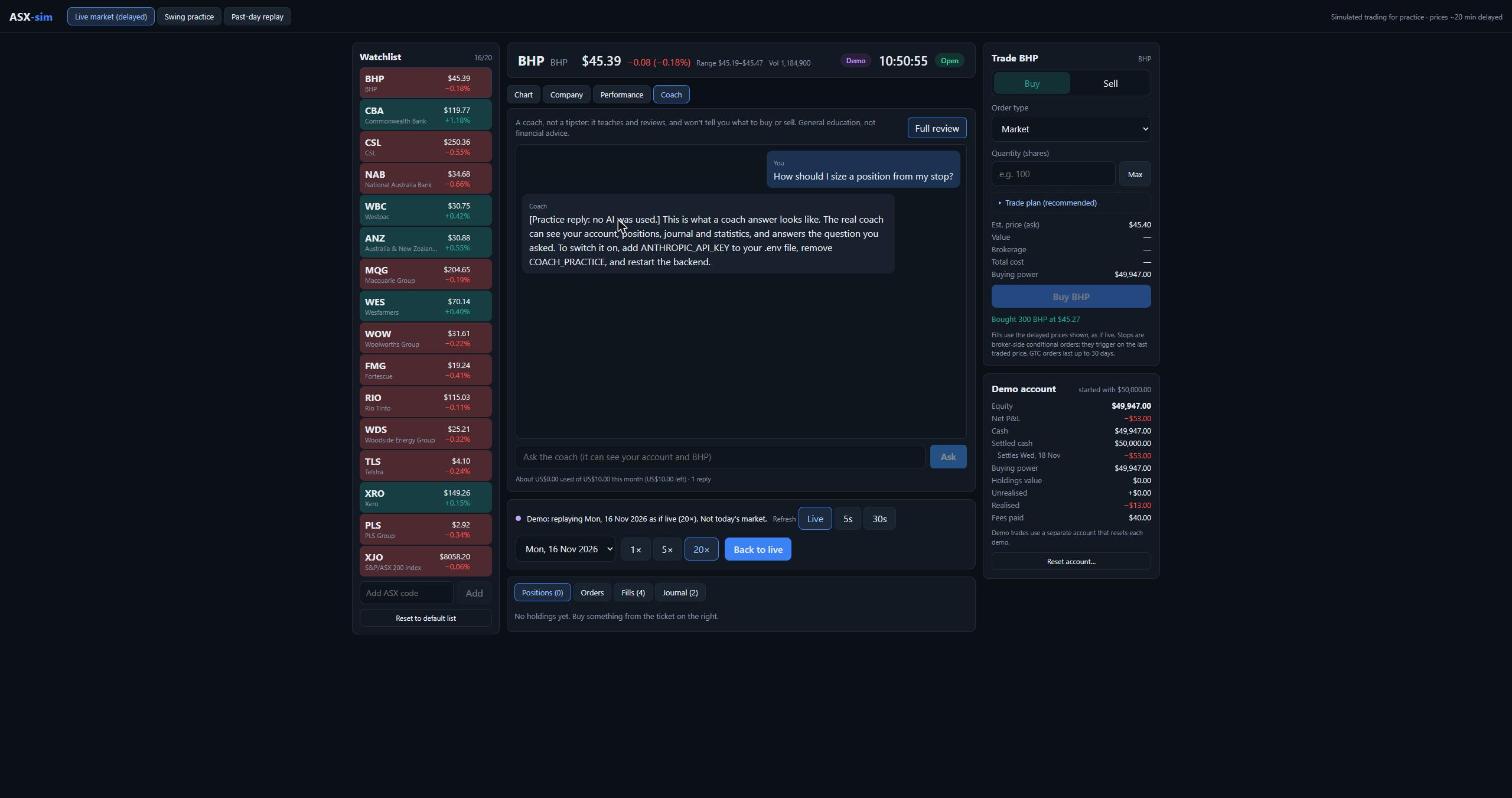 ASX-sim
Live market (delayed)
Swing practice
Past-day replay
Simulated trading for practice · prices ~20 min delayed
Watchlist
16/20
BHP $45.39
BHP −0.18%
CBA $119.77
Commonwealth Bank +1.18%
CSL $250.36
CSL −0.55%
NAB $34.68
National Australia Bank −0.66%
WBC $30.75
Westpac +0.42%
ANZ $30.88
Australia & New Zealan... +0.55%
MQG $204.65
Macquarie Group −0.19%
WES $70.14
Wesfarmers +0.40%
WOW $31.61
Woolworths Group −0.22%
FMG $19.24
Fortescue −0.41%
RIO $115.03
Rio Tinto −0.11%
WDS $25.21
Woodside Energy Group −0.32%
TLS $4.10
Telstra −0.24%
XRO $149.26
Xero +0.15%
PLS $2.92
PLS Group −0.34%
XJO $8058.20
S&P/ASX 200 Index −0.06%
Add ASX code
Add
Reset to default list
BHP BHP $45.39 −0.08 (−0.18%) Range $45.19–$45.47 Vol 1,184,900
Demo 10:50:55 Open
Chart
Company
Performance
Coach
A coach, not a tipster: it teaches and reviews, and won't tell you what to buy or sell. General education, not
financial advice.
Full review
You
How should I size a position from my stop?
Coach
[Practice reply: no AI was used.] This is what a coach answer looks like. The real coach
can see your account, positions, journal and statistics, and answers the question you
asked. To switch it on, add ANTHROPIC_API_KEY to your .env file, remove
COACH_PRACTICE, and restart the backend.
Ask the coach (it can see your account and BHP)
Ask
About US$0.00 used of US$10.00 this month (US$10.00 left) · 1 reply
Demo: replaying Mon, 16 Nov 2026 as if live (20×). Not today's market. Refresh Live 5s 30s
Mon, 16 Nov 2026 1× 5× 20× Back to live
Positions (0)
Orders
Fills (4)
Journal (2)
No holdings yet. Buy something from the ticket on the right.
Trade BHP
BHP
Buy
Sell
Order type
Market
Quantity (shares)
e.g. 100
Max
Trade plan (recommended)
Est. price (ask) $45.40
Value —
Brokerage —
Total cost —
Buying power $49,947.00
Buy BHP
Bought 300 BHP at $45.27
Fills use the delayed prices shown, as if live. Stops are
broker-side conditional orders; they trigger on the last
traded price. GTC orders last up to 30 days.
Demo account
started with $50,000.00
Equity $49,947.00
Net P&L −$53.00
Cash $49,947.00
Settled cash $50,000.00
Settles Wed, 18 Nov −$53.00
Buying power $49,947.00
Holdings value $0.00
Unrealised +$0.00
Realised −$13.00
Fees paid $40.00
Demo trades use a separate account that resets each
demo.
Reset account...